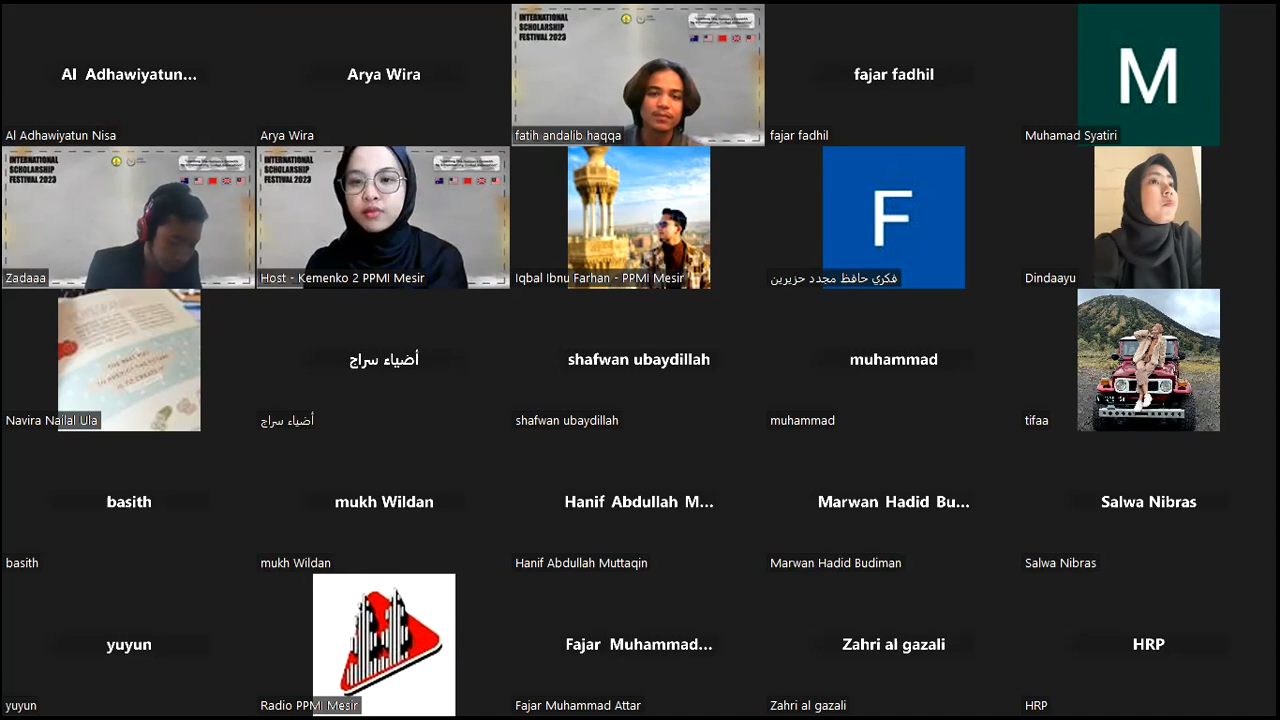 Al Adhawiyatun...
Al Adhawiyatun Nisa
Arya Wira
Arya Wira
INTERNATIONAL
SCHOLARSHIP
FESTIVAL 2023
fatih andalib haqqa
fajar fadhil
fajar fadhil
M
Muhamad Syatiri
INTERNATIONAL
SCHOLARSHIP
FESTIVAL 2023
Zadaaa
INTERNATIONAL
SCHOLARSHIP
FESTIVAL 2023
Host - Kemenko 2 PPMI Mesir
Iqbal Ibnu Farhan - PPMI Mesir
F
فكري حافظ مجدد حزيرين
Dindaayu
Navira Nailal Ula
أضياء سراج
أضياء سراج
shafwan ubaydillah
shafwan ubaydillah
muhammad
muhammad
tifaa
basith
basith
mukh Wildan
mukh Wildan
Hanif Abdullah M...
Hanif Abdullah Muttaqin
Marwan Hadid Bu...
Marwan Hadid Budiman
Salwa Nibras
Salwa Nibras
yuyun
yuyun
Radio PPMI Mesir
Fajar Muhammad...
Fajar Muhammad Attar
Zahri al gazali
Zahri al gazali
HRP
HRP